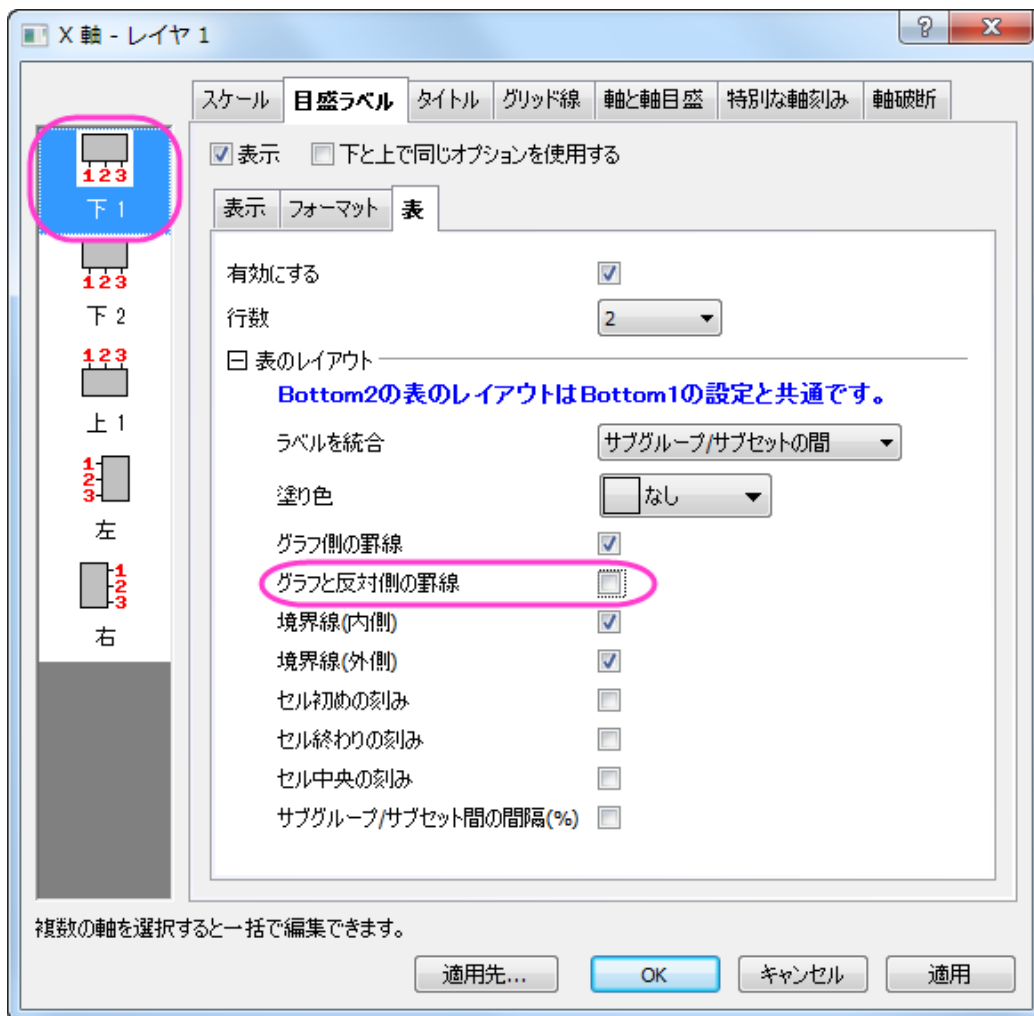 X 軸 - レイヤ 1
スケール 目盛ラベル タイトル グリッド線 軸と軸目盛 特別な軸刻み 軸破断
123
下 1
123
下 2
123
上 1
1
2
3
左
1
2
3
右
表示 下と上で同じオプションを使用する
表示 フォーマット 表
有効にする
行数 2
表のレイアウト
Bottom2の表のレイアウトはBottom1の設定と共通です。
ラベルを統合 サブグループ/サブセットの間
塗り色 なし
グラフ側の罫線
グラフと反対側の罫線
境界線(内側)
境界線(外側)
セル初めの刻み
セル終わりの刻み
セル中央の刻み
サブグループ/サブセット間の間隔(%)
複数の軸を選択すると一括で編集できます。
適用先... OK キャンセル 適用